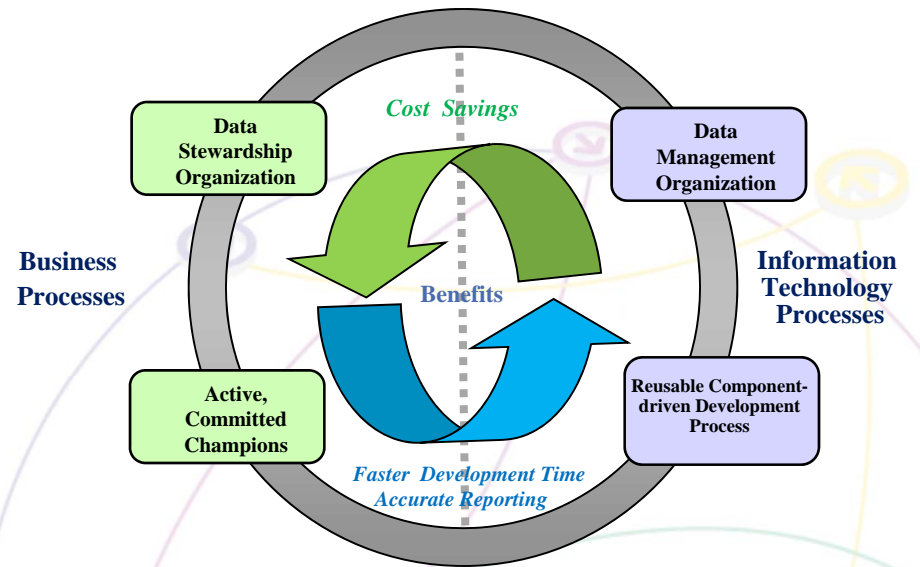 Cost Savings
Data
Stewardship
Organization
Data
Management
Organization
Business
Processes
Benefits
Information
Technology
Processes
Active,
Committed
Champions
Reusable Component-
driven Development
Process
Faster Development Time
Accurate Reporting